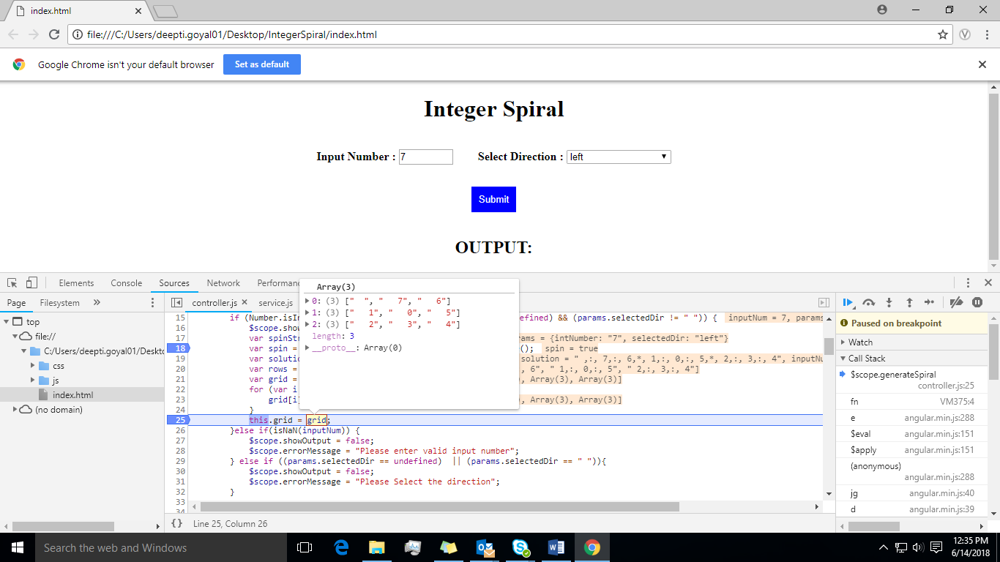 index.html
file:///C:/Users/deepti.goyal01/Desktop/IntegerSpiral/index.html
Google Chrome isn't your default browser Set as default
Integer Spiral
Input Number : 7 Select Direction : left
Submit
OUTPUT:
Elements Console Sources Network Performan
Page Filesystem » controller.js × service.js
top
file://
C:/Users/deepti.goyal01/Deskto
css
js
index.html
(no domain)
Array(3)
0: (3) ["   ", "   7", "   6"]
1: (3) ["   1", "   0", "   5"]
2: (3) ["   2", "   3", "   4"]
length: 3
__proto__: Array(0)
15 if (Number.isIn efined) && (params.selectedDir != " ")) { inputNum = 7, params
16 $scope.show
17 var spinStr rams = {intNumber: "7", selectedDir: "left"}
18 var spin = (); spin = true
19 var solutio solution = " ,:, 7,:, 6,*, 1,:, 0,:, 5,*, 2,:, 3,:, 4", inputNu
20 var rows = 6", " 1,:, 0,:, 5", " 2,:, 3,:, 4"]
21 var grid = ), Array(3), Array(3)]
22 for (var i
23 grid[i] ), Array(3), Array(3)]
24 }
25 this.grid = grid;
26 }else if(isNaN(inputNum)) {
27 $scope.showOutput = false;
28 $scope.errorMessage = "Please enter valid input number";
29 } else if ((params.selectedDir == undefined)  || (params.selectedDir == " ")){
30 $scope.showOutput = false;
31 $scope.errorMessage = "Please Select the direction";
32 }
33
34
{} Line 25, Column 26
Paused on breakpoint
Watch
Call Stack
$scope.generateSpiral
controller.js:25
fn VM375:4
e angular.min.js:288
$eval angular.min.js:151
$apply angular.min.js:151
(anonymous)
angular.min.js:288
jg angular.min.js:40
d angular.min.js:39
Search the web and Windows
12:35 PM
6/14/2018